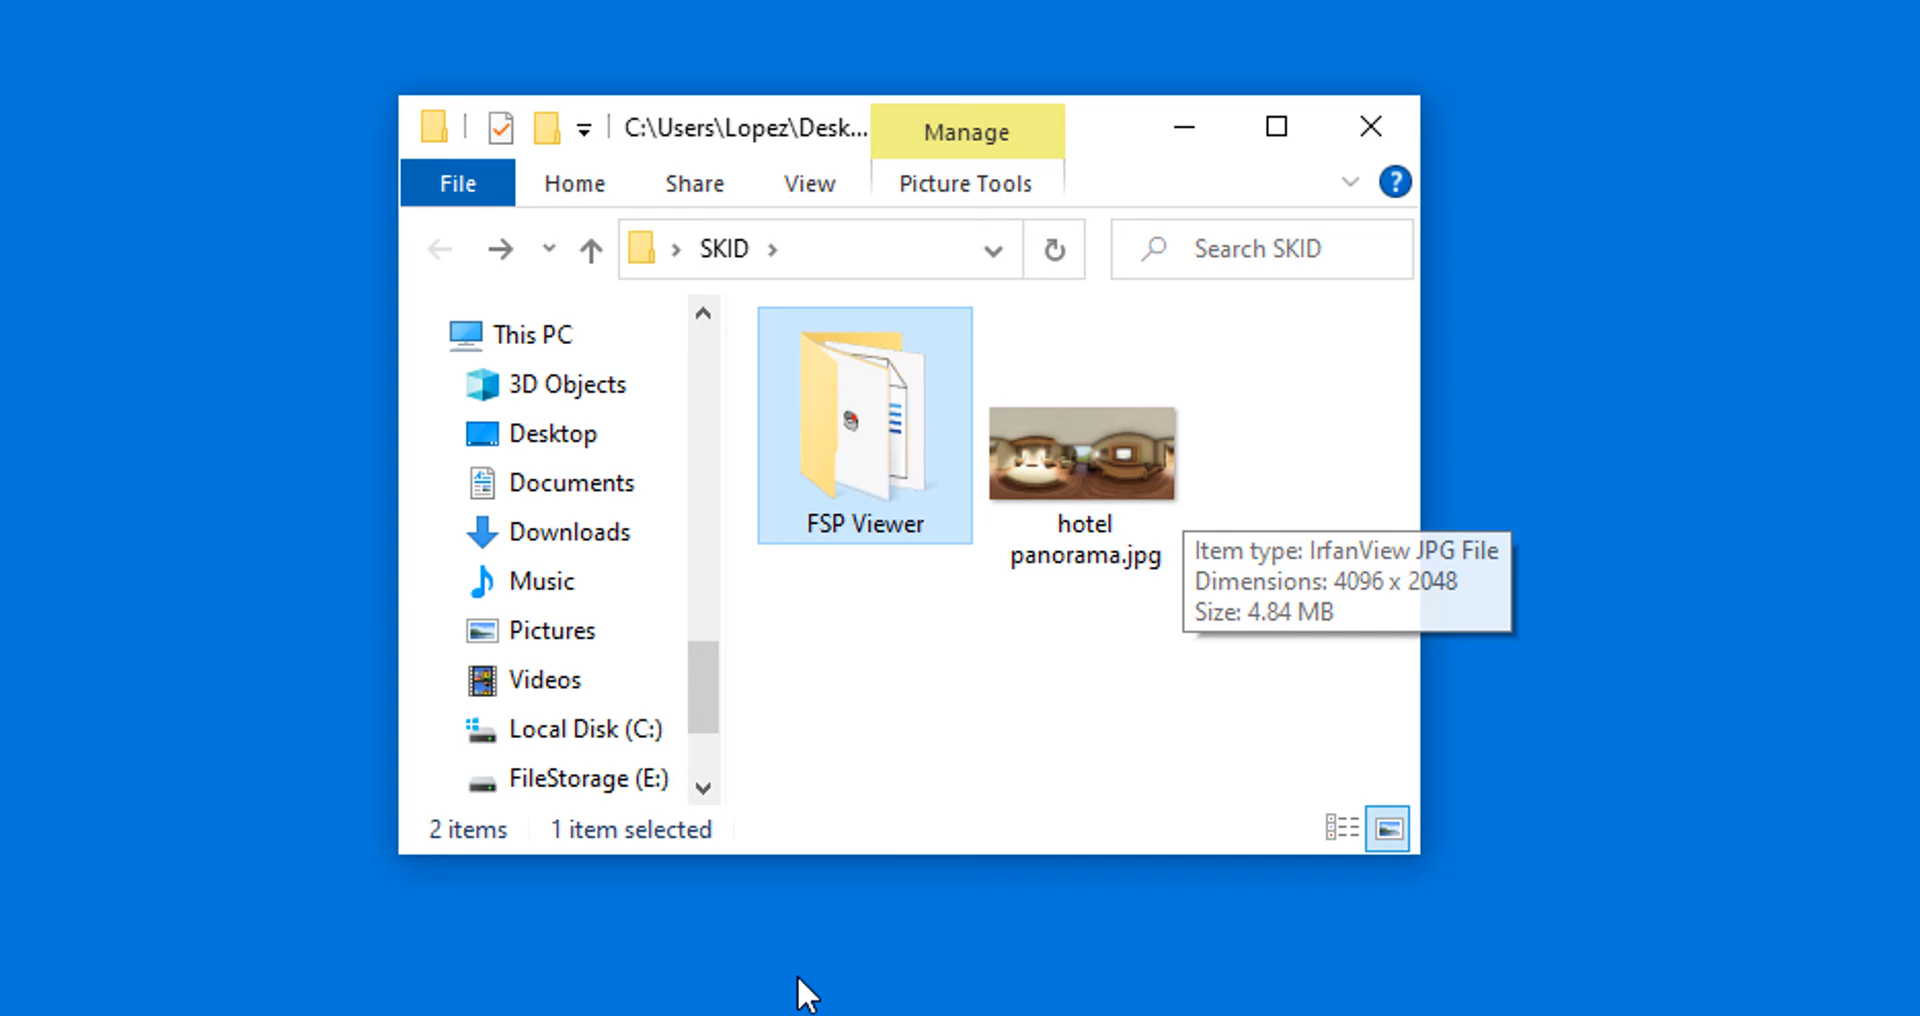 C:\Users\Lopez\Desk...
Manage
File
Home
Share
View
Picture Tools
?
SKID
Search SKID
This PC
3D Objects
Desktop
Documents
Downloads
Music
Pictures
Videos
Local Disk (C:)
FileStorage (E:)
FSP Viewer
hotel
panorama.jpg
Item type: IrfanView JPG File
Dimensions: 4096 x 2048
Size: 4.84 MB
2 items
1 item selected